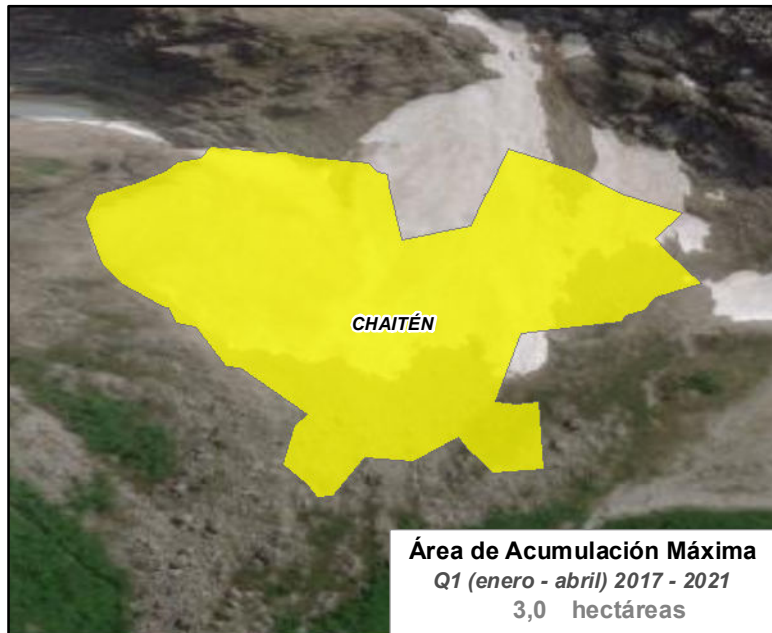 CHAITÉN
Área de Acumulación Máxima
Q1 (enero - abril) 2017 - 2021
3,0 hectáreas